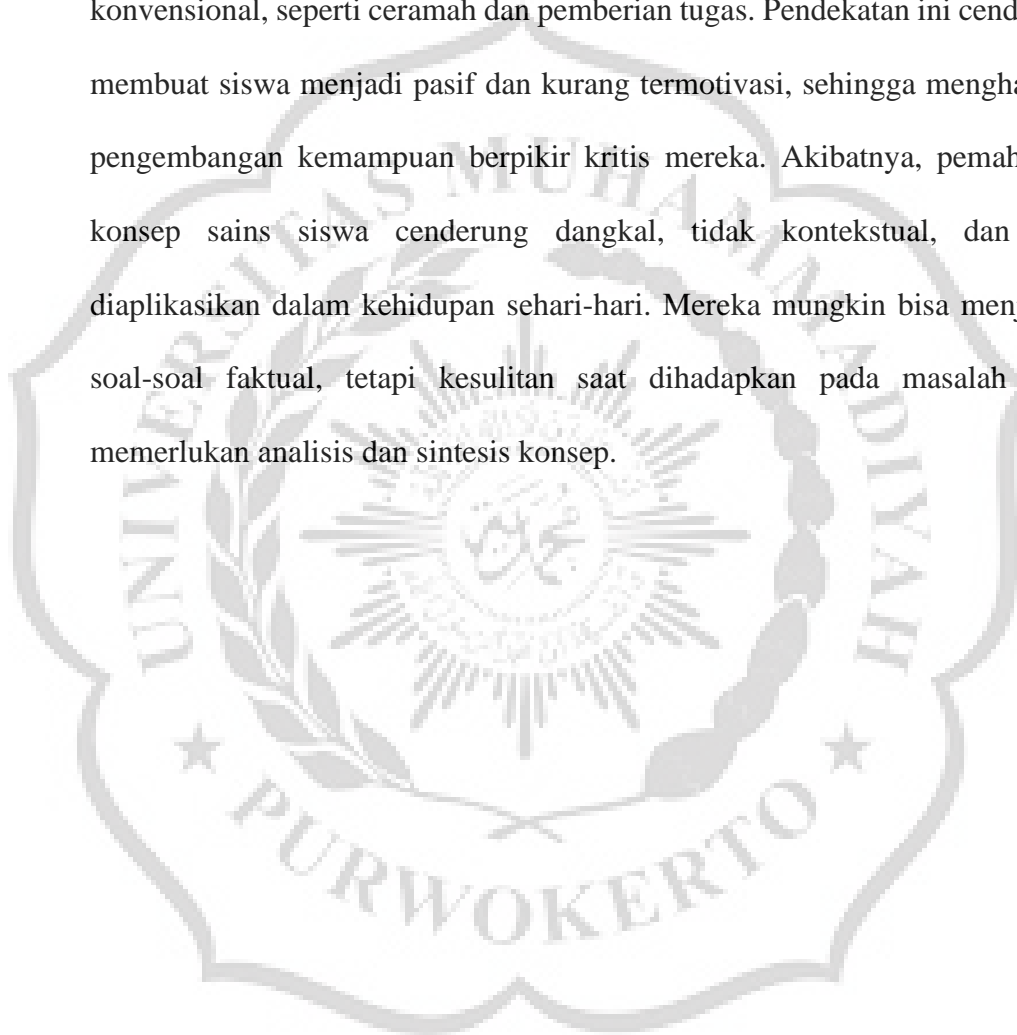 konvensional, seperti ceramah dan pemberian tugas. Pendekatan ini cend
membuat siswa menjadi pasif dan kurang termotivasi, sehingga mengha
pengembangan kemampuan berpikir kritis mereka. Akibatnya, pemah
konsep sains siswa cenderung dangkal, tidak kontekstual, dan
diaplikasikan dalam kehidupan sehari-hari. Mereka mungkin bisa menj
soal-soal faktual, tetapi kesulitan saat dihadapkan pada masalah
memerlukan analisis dan sintesis konsep.
UNIVERSITAS MUHAMMADIYAH
PURWOKERTO